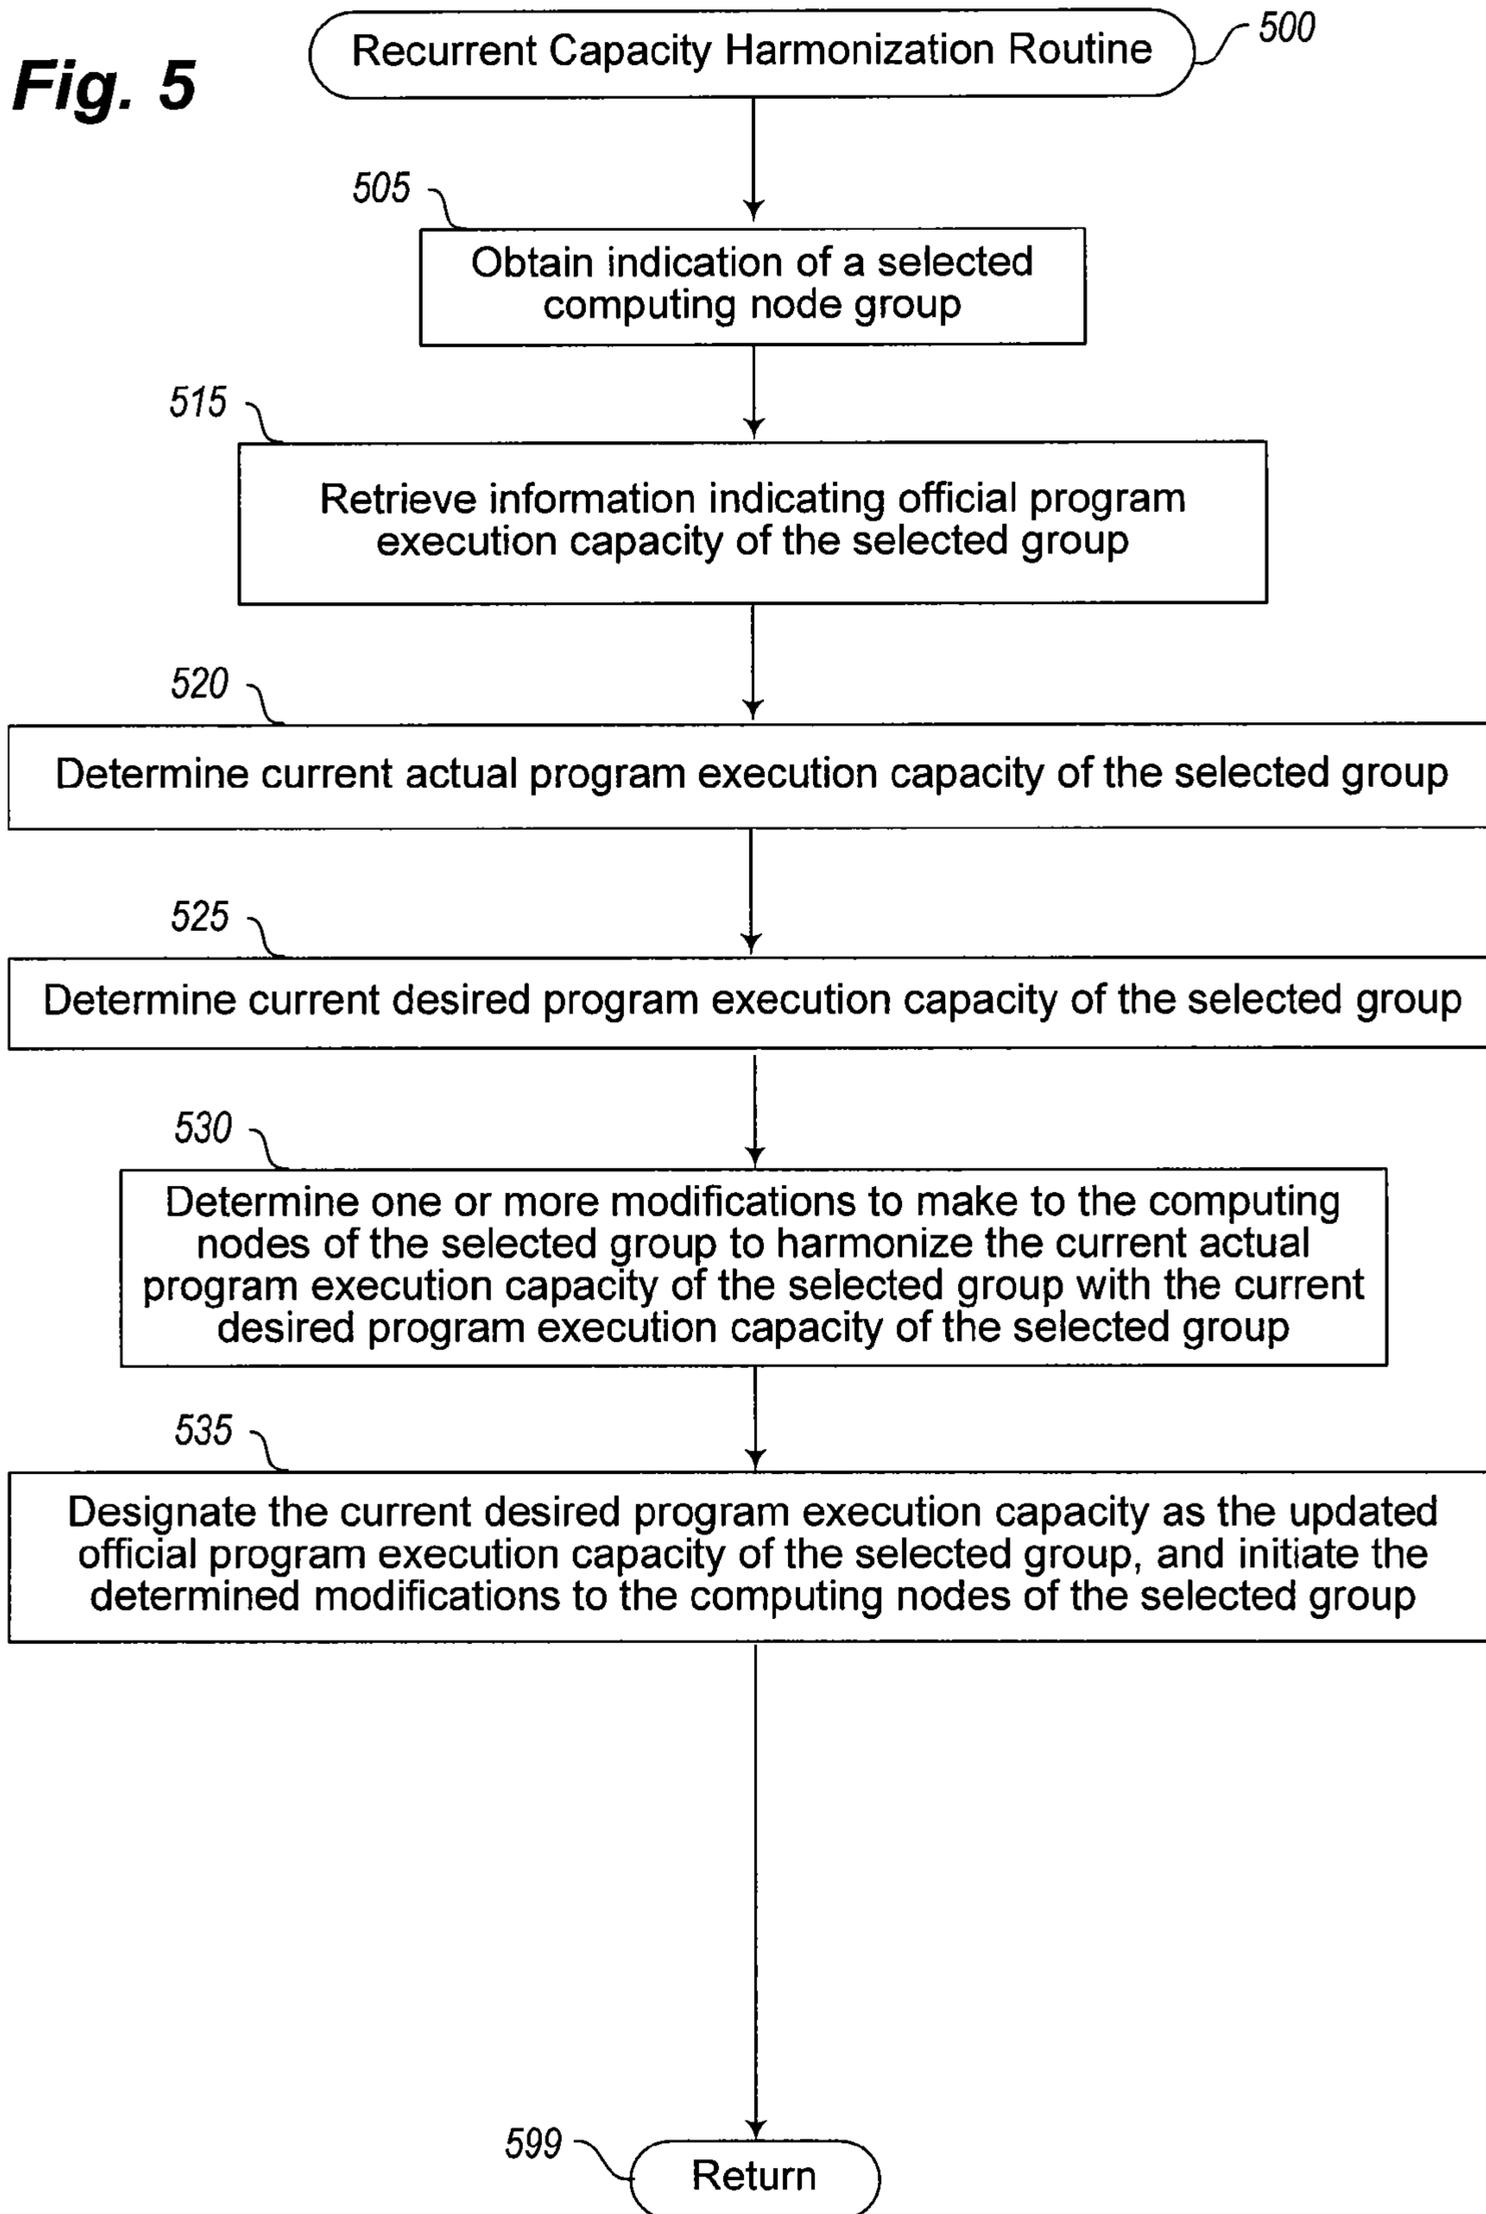 Fig. 5
Recurrent Capacity Harmonization Routine
500
505
Obtain indication of a selected
computing node group
515
Retrieve information indicating official program
execution capacity of the selected group
520
Determine current actual program execution capacity of the selected group
525
Determine current desired program execution capacity of the selected group
530
Determine one or more modifications to make to the computing
nodes of the selected group to harmonize the current actual
program execution capacity of the selected group with the current
desired program execution capacity of the selected group
535
Designate the current desired program execution capacity as the updated
official program execution capacity of the selected group, and initiate the
determined modifications to the computing nodes of the selected group
599
Return